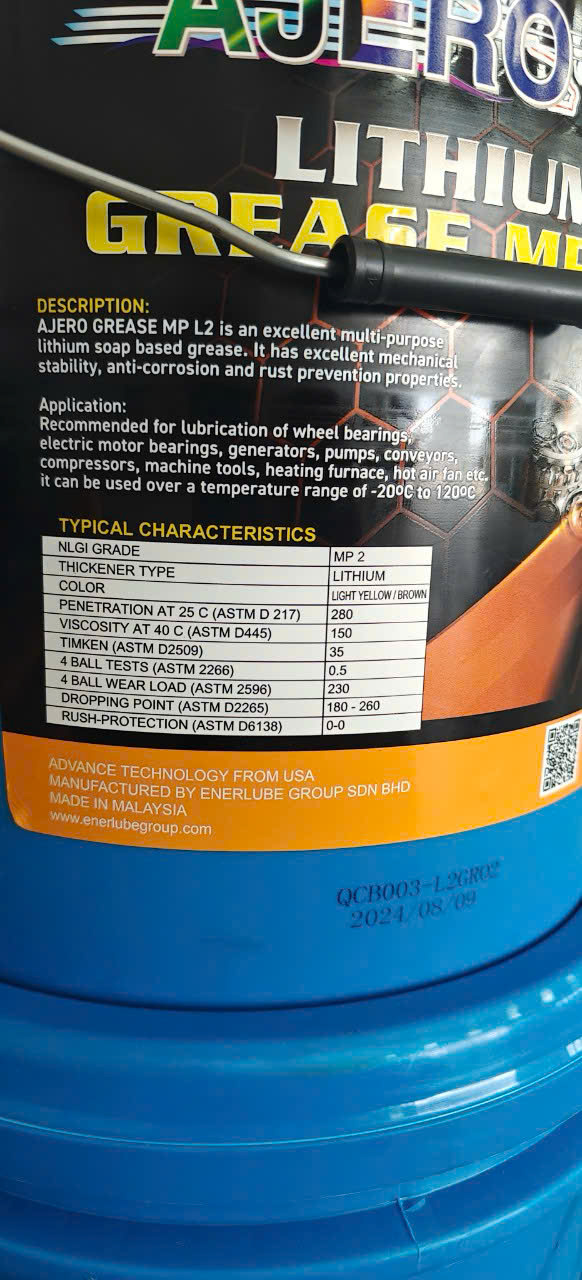 AJERO
LITHIUM
GREASE MP
DESCRIPTION:
AJERO GREASE MP L2 is an excellent multi-purpose
lithium soap based grease. It has excellent mechanical
stability, anti-corrosion and rust prevention properties.
Application:
Recommended for lubrication of wheel bearings,
electric motor bearings, generators, pumps, conveyors,
compressors, machine tools, heating furnace, hot air fan etc.
it can be used over a temperature range of -20ºC to 120ºC
TYPICAL CHARACTERISTICS
NLGI GRADE MP 2
THICKENER TYPE LITHIUM
COLOR LIGHT YELLOW / BROWN
PENETRATION AT 25 C (ASTM D 217) 280
VISCOSITY AT 40 C (ASTM D445) 150
TIMKEN (ASTM D2509) 35
4 BALL TESTS (ASTM 2266) 0.5
4 BALL WEAR LOAD (ASTM 2596) 230
DROPPING POINT (ASTM D2265) 180 - 260
RUSH-PROTECTION (ASTM D6138) 0-0
ADVANCE TECHNOLOGY FROM USA
MANUFACTURED BY ENERLUBE GROUP SDN BHD
MADE IN MALAYSIA
www.enerlubegroup.com
QCB003-L2GR02
2024/08/09